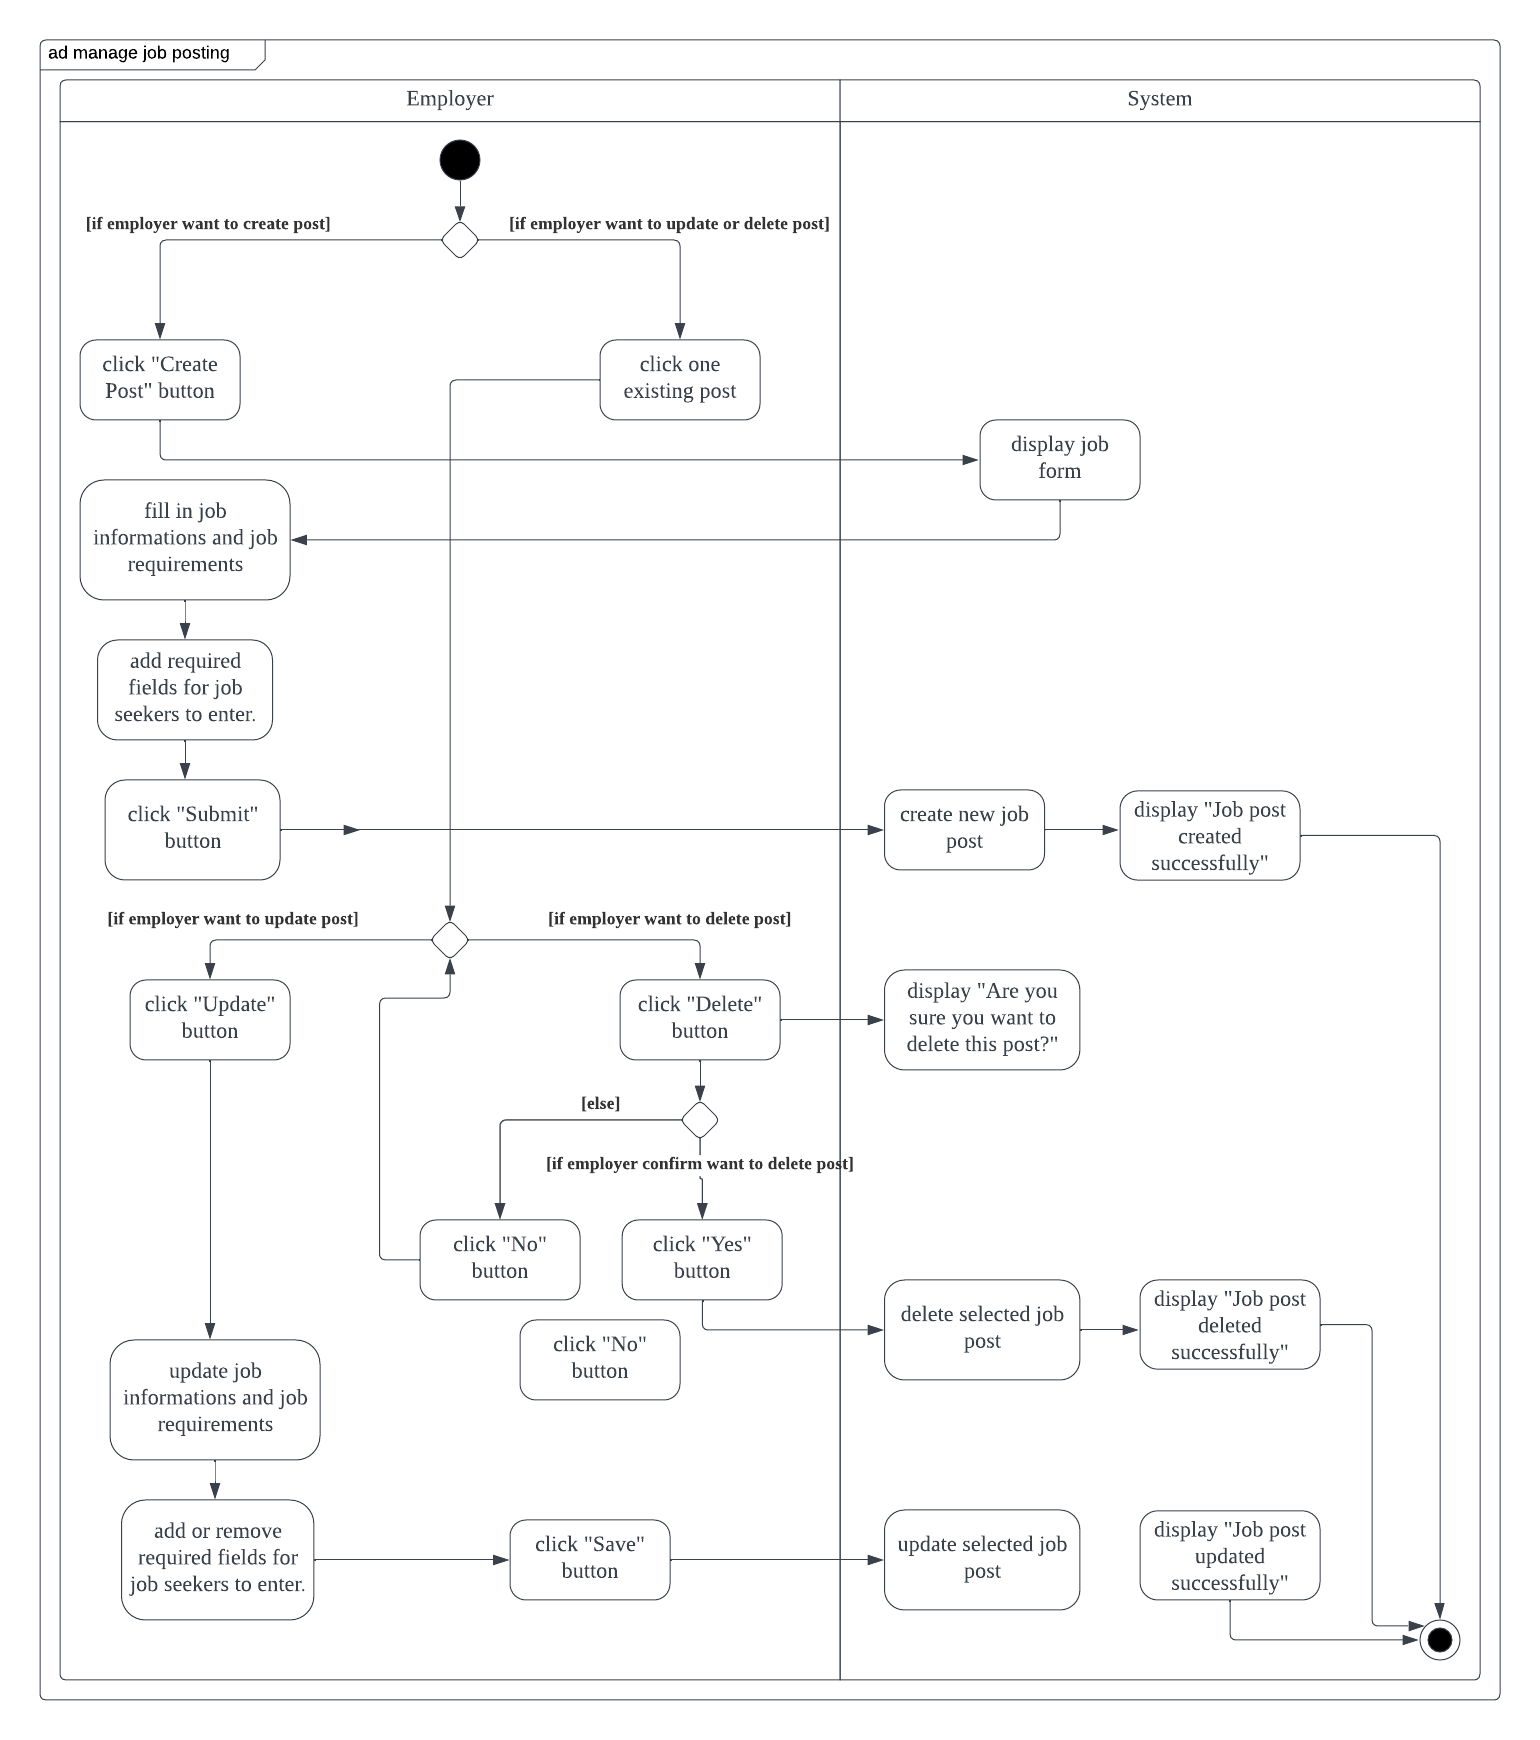 ad manage job posting
Employer
System
[if employer want to create post]
[if employer want to update or delete post]
click "Create
Post" button
click one
existing post
display job
form
fill in job
informations and job
requirements
add required
fields for job
seekers to enter.
click "Submit"
button
create new job
post
display "Job post
created
successfully"
[if employer want to update post]
[if employer want to delete post]
click "Update"
button
click "Delete"
button
display "Are you
sure you want to
delete this post?"
[else]
[if employer confirm want to delete post]
click "No"
button
click "Yes"
button
delete selected job
post
display "Job post
deleted
successfully"
click "No"
button
update job
informations and job
requirements
add or remove
required fields for
job seekers to enter.
click "Save"
button
update selected job
post
display "Job post
updated
successfully"